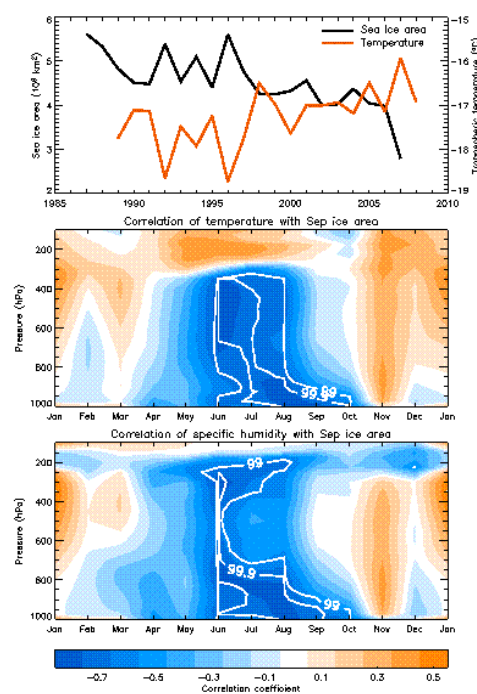 6
5
4
3
2
Sea ice area (10⁶ km²)
Sea Ice area
Temperature
-15
-16
-17
-18
-19
1985
1990
1995
2000
2005
2010
Correlation of temperature with Sep ice area
200
400
600
800
1000
Pressure (hPa)
99.9
99
Jan Feb Mar Apr May Jun Jul Aug Sep Oct Nov Dec Jan
Correlation of specific humidity with Sep ice area
200
400
600
800
1000
Pressure (hPa)
99
99.9
99
Jan Feb Mar Apr May Jun Jul Aug Sep Oct Nov Dec Jan
-0.7 -0.5 -0.3 -0.1 0.1 0.3 0.5
Correlation coefficient